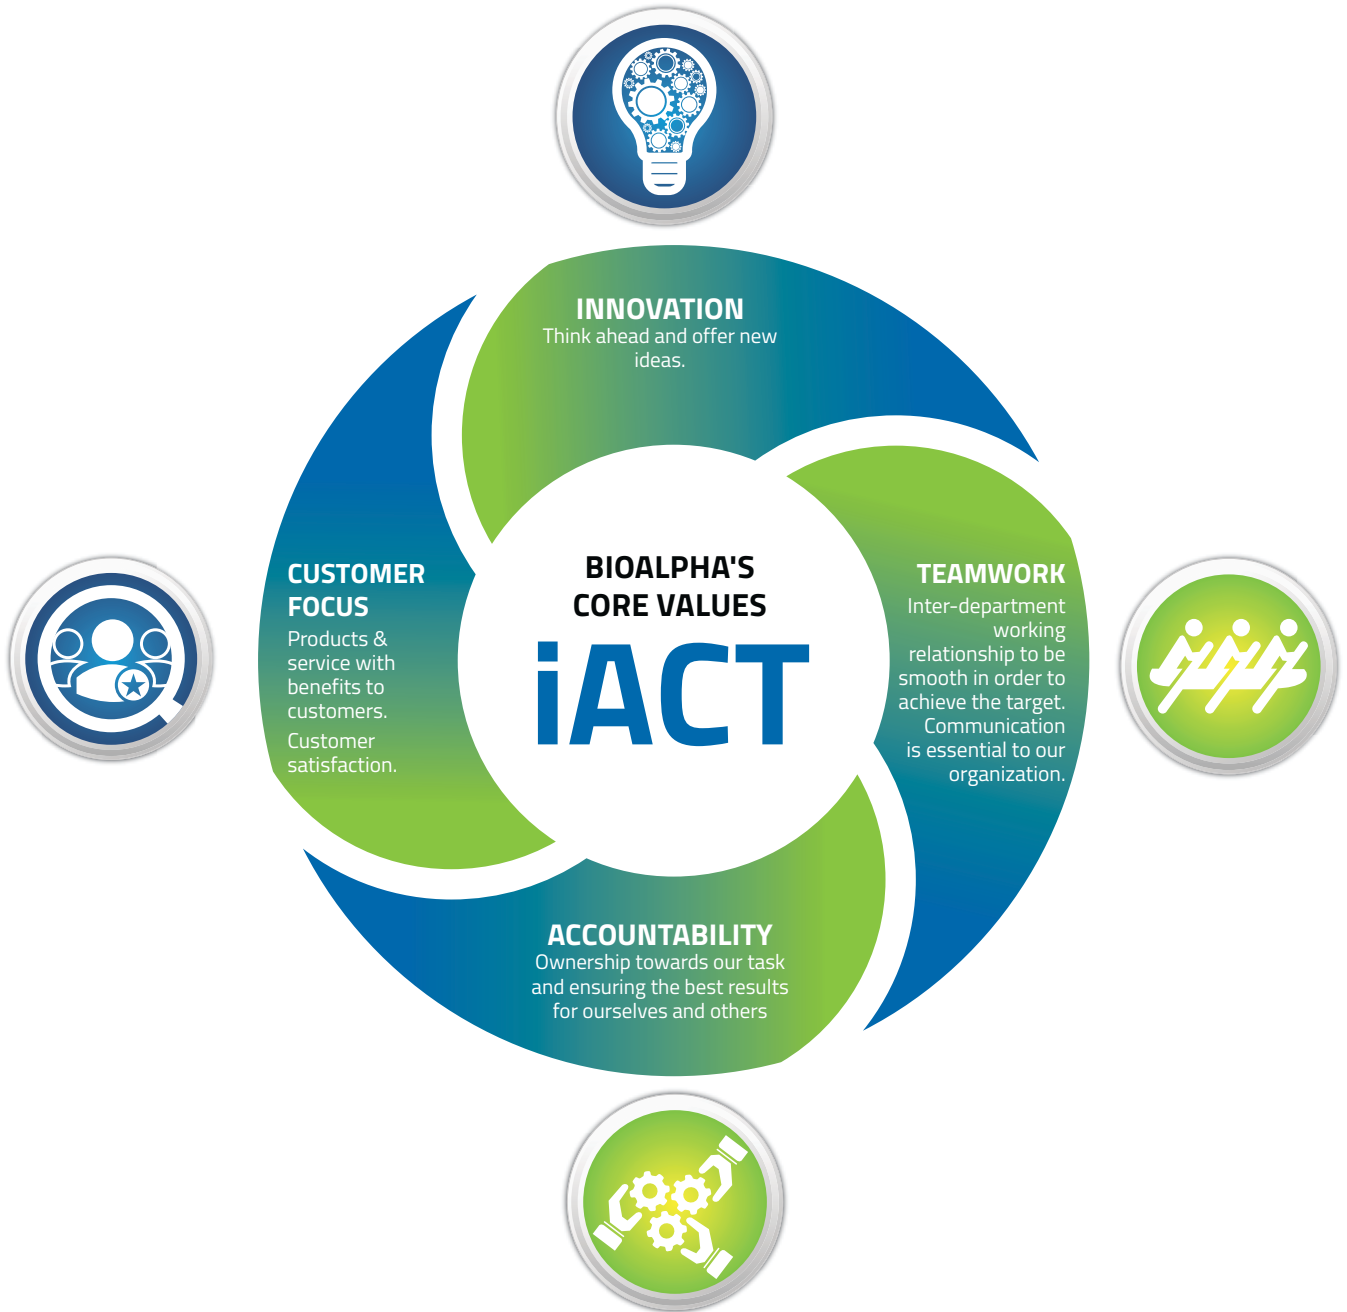 INNOVATION
Think ahead and offer new
ideas.
BIOALPHA'S
CORE VALUES
iACT
CUSTOMER
FOCUS
Products &
service with
benefits to
customers.
Customer
satisfaction.
TEAMWORK
Inter-department
working
relationship to be
smooth in order to
achieve the target.
Communication
is essential to our
organization.
ACCOUNTABILITY
Ownership towards our task
and ensuring the best results
for ourselves and others